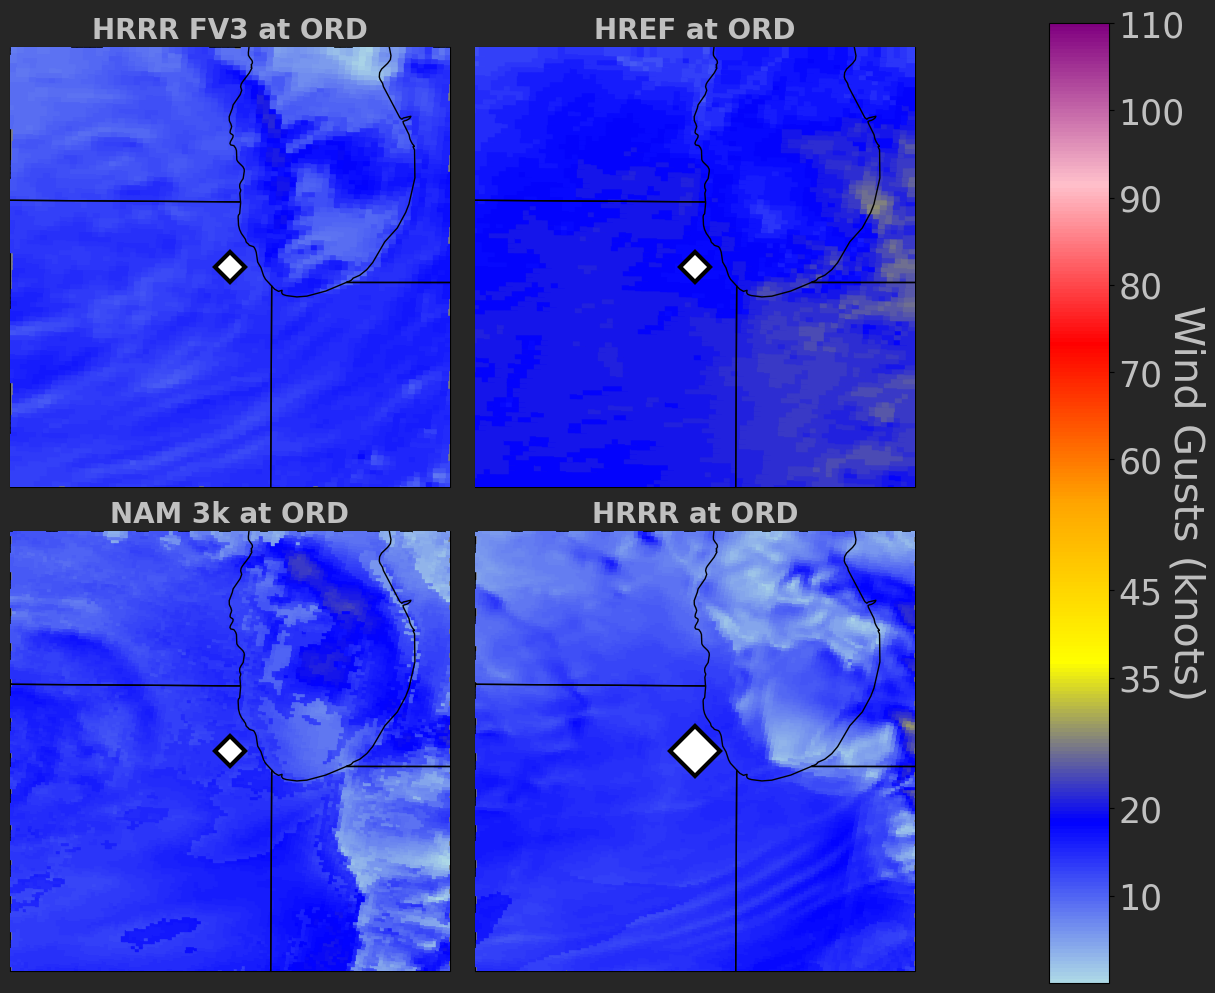 HRRR FV3 at ORD
HREF at ORD
NAM 3k at ORD
HRRR at ORD
110
100
90
80
70
60
45
35
20
10
Wind Gusts (knots)